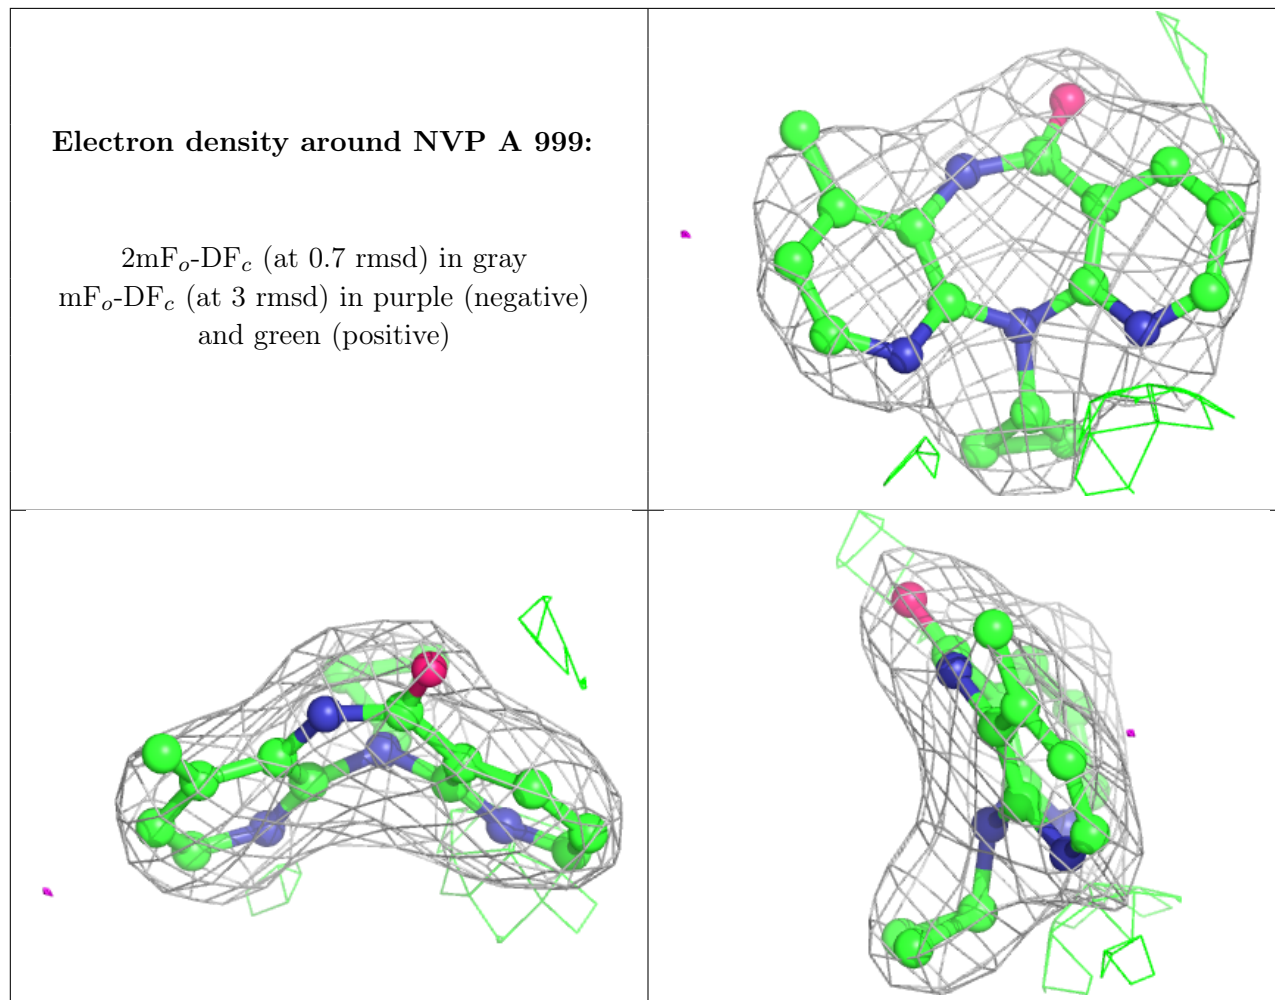 Electron density around NVP A 999:
2mFo-DFc (at 0.7 rmsd) in gray
mFo-DFc (at 3 rmsd) in purple (negative)
and green (positive)